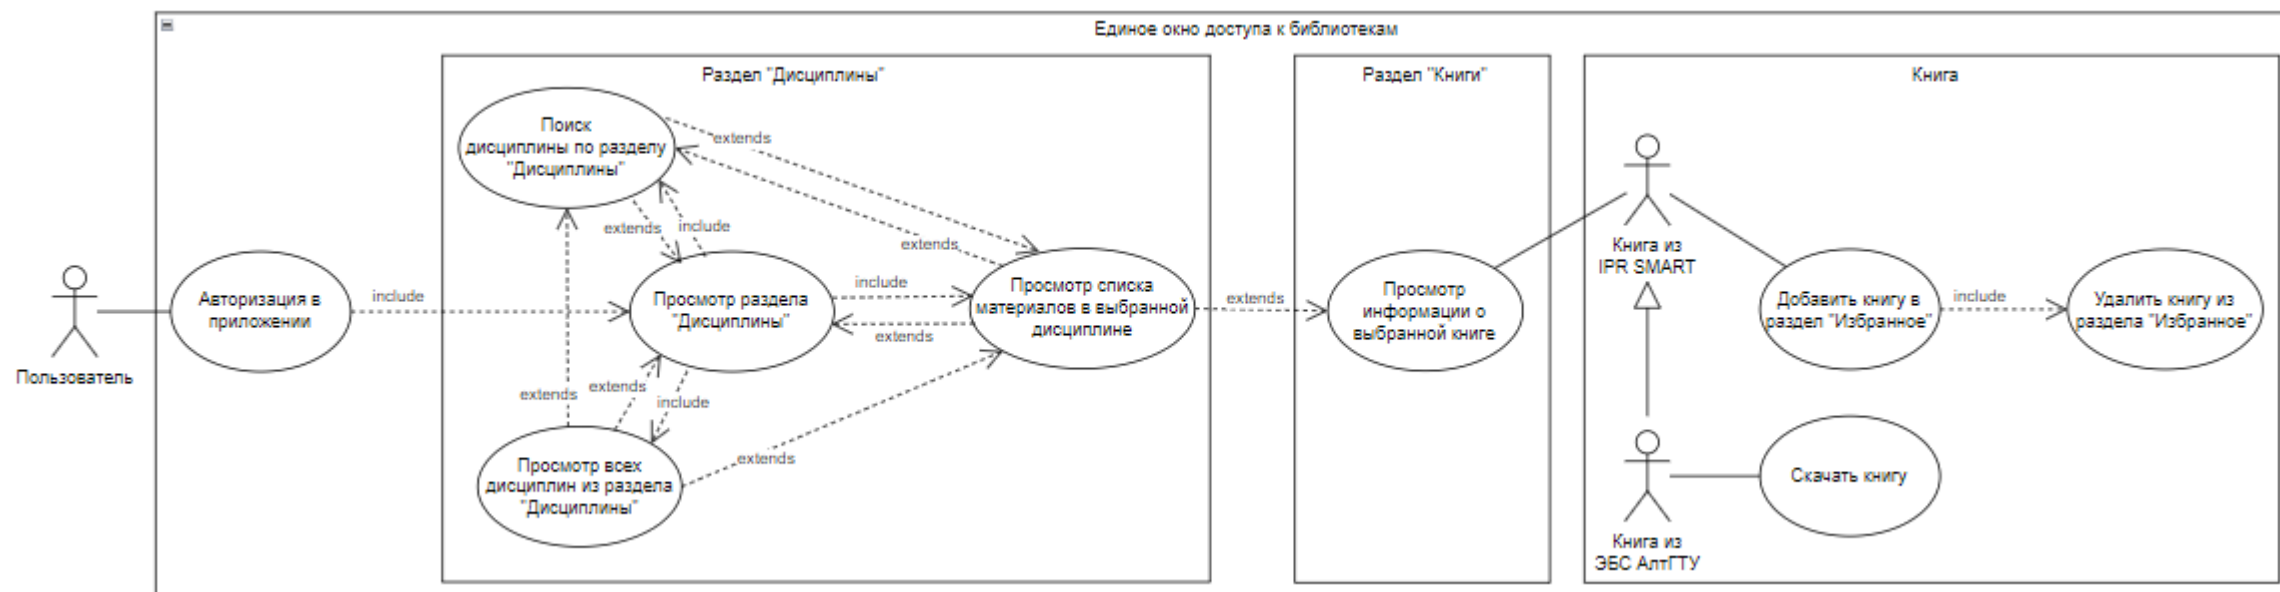 Единое окно доступа к библиотекам
Раздел "Дисциплины"
Раздел "Книги"
Книга
Поиск
дисциплины по разделу
"Дисциплины"
extends
extends
extends
include
Пользователь
Авторизация в
приложении
include
Просмотр раздела
"Дисциплины"
include
extends
Просмотр списка
материалов в выбранной
дисциплине
extends
extends
include
extends
extends
Просмотр всех
дисциплин из раздела
"Дисциплины"
extends
Просмотр
информации о
выбранной книге
Книга из
IPR SMART
Добавить книгу в
раздел "Избранное"
include
Удалить книгу из
раздела "Избранное"
Книга из
ЭБС АлтГТУ
Скачать книгу